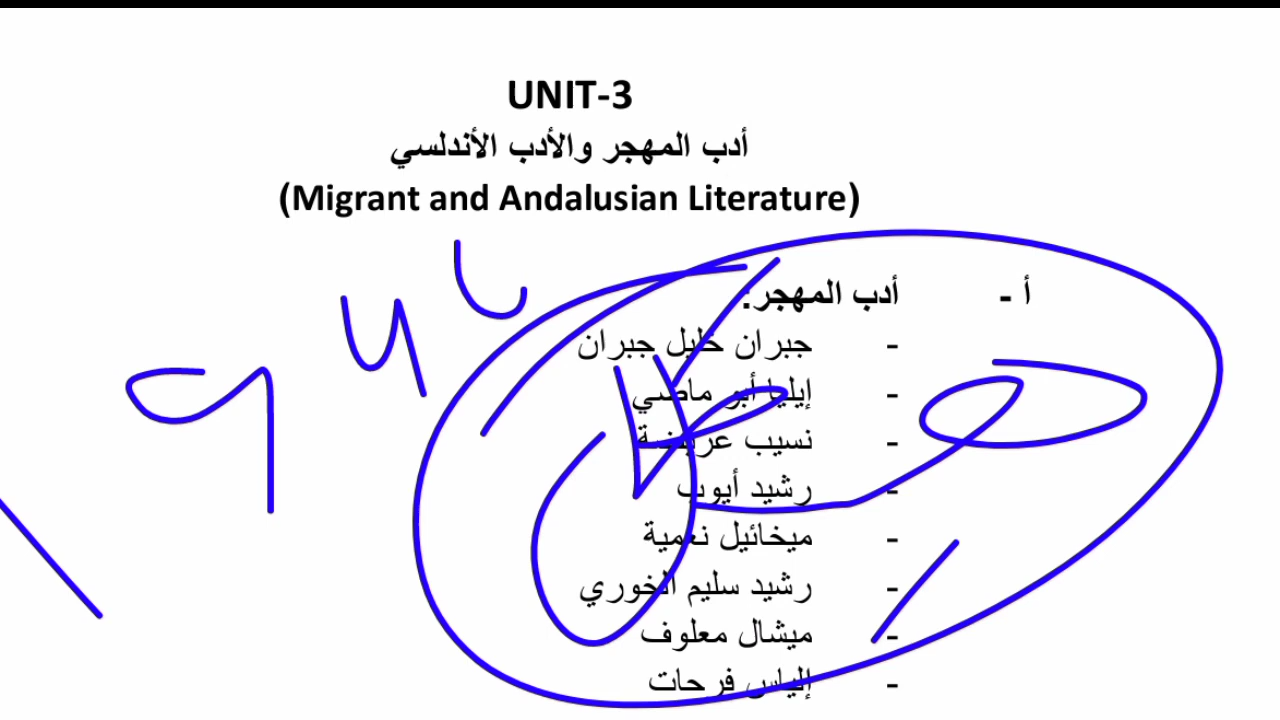 UNIT-3
أدب المهجر والأدب الأندلسي
(Migrant and Andalusian Literature)
أ - أدب المهجر:
- جبران خليل جبران
- إيليا أبو ماضي
- نسيب عريضة
- رشيد أيوب
- ميخائيل نعمية
- رشيد سليم الخوري
- ميشال معلوف
- إلياس فرحات